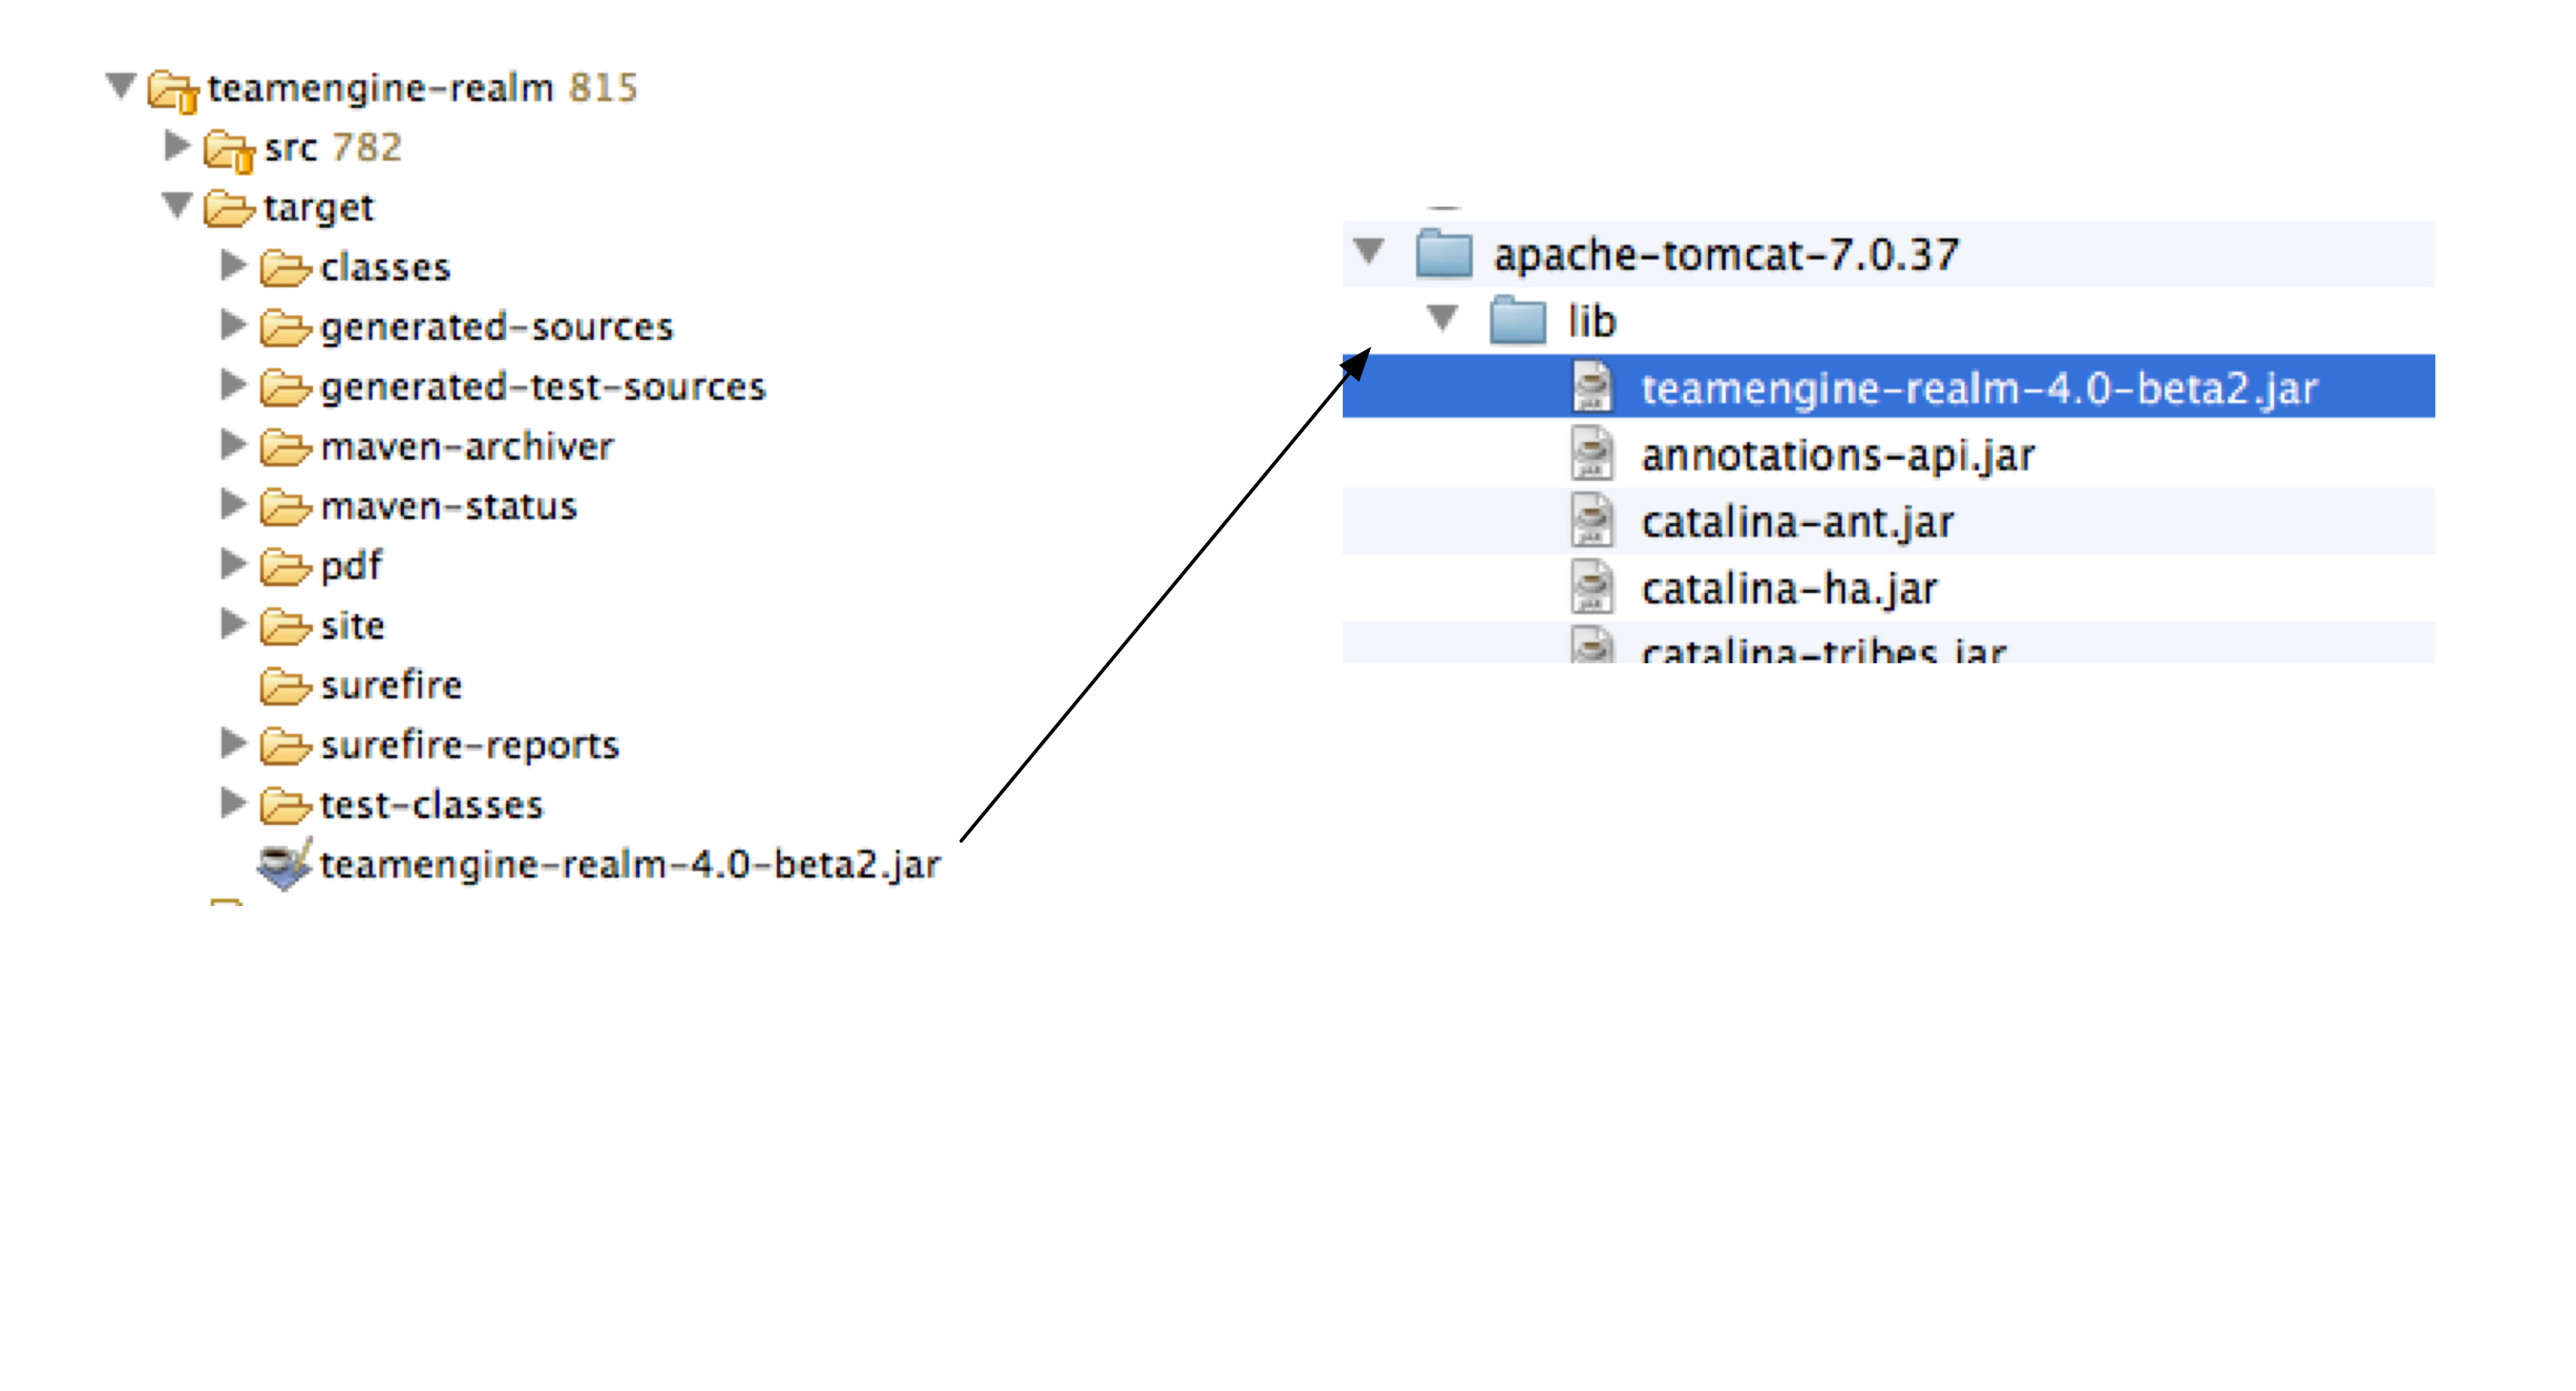 teamengine-realm 815
src 782
target
classes
generated-sources
generated-test-sources
maven-archiver
maven-status
pdf
site
surefire
surefire-reports
test-classes
teamengine-realm-4.0-beta2.jar
apache-tomcat-7.0.37
lib
teamengine-realm-4.0-beta2.jar
annotations-api.jar
catalina-ant.jar
catalina-ha.jar
catalina-tribes.jar